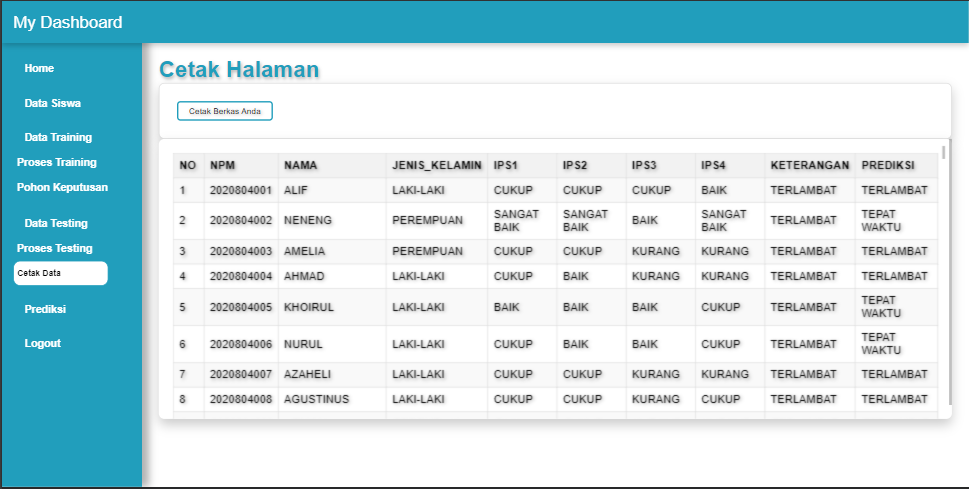 My Dashboard
Home
Data Siswa
Data Training
Proses Training
Pohon Keputusan
Data Testing
Proses Testing
Cetak Data
Prediksi
Logout
Cetak Halaman
Cetak Berkas Anda
NO NPM NAMA JENIS_KELAMIN IPS1 IPS2 IPS3 IPS4 KETERANGAN PREDIKSI
1 2020804001 ALIF LAKI-LAKI CUKUP CUKUP CUKUP BAIK TERLAMBAT TERLAMBAT
2 2020804002 NENENG PEREMPUAN SANGAT BAIK SANGAT BAIK BAIK SANGAT BAIK TERLAMBAT TEPAT WAKTU
3 2020804003 AMELIA PEREMPUAN CUKUP CUKUP KURANG KURANG TERLAMBAT TERLAMBAT
4 2020804004 AHMAD LAKI-LAKI CUKUP BAIK KURANG KURANG TERLAMBAT TERLAMBAT
5 2020804005 KHOIRUL LAKI-LAKI BAIK BAIK BAIK CUKUP TERLAMBAT TEPAT WAKTU
6 2020804006 NURUL LAKI-LAKI CUKUP BAIK BAIK CUKUP TERLAMBAT TEPAT WAKTU
7 2020804007 AZAHELI LAKI-LAKI CUKUP CUKUP KURANG KURANG TERLAMBAT TERLAMBAT
8 2020804008 AGUSTINUS LAKI-LAKI CUKUP CUKUP KURANG CUKUP TERLAMBAT TERLAMBAT